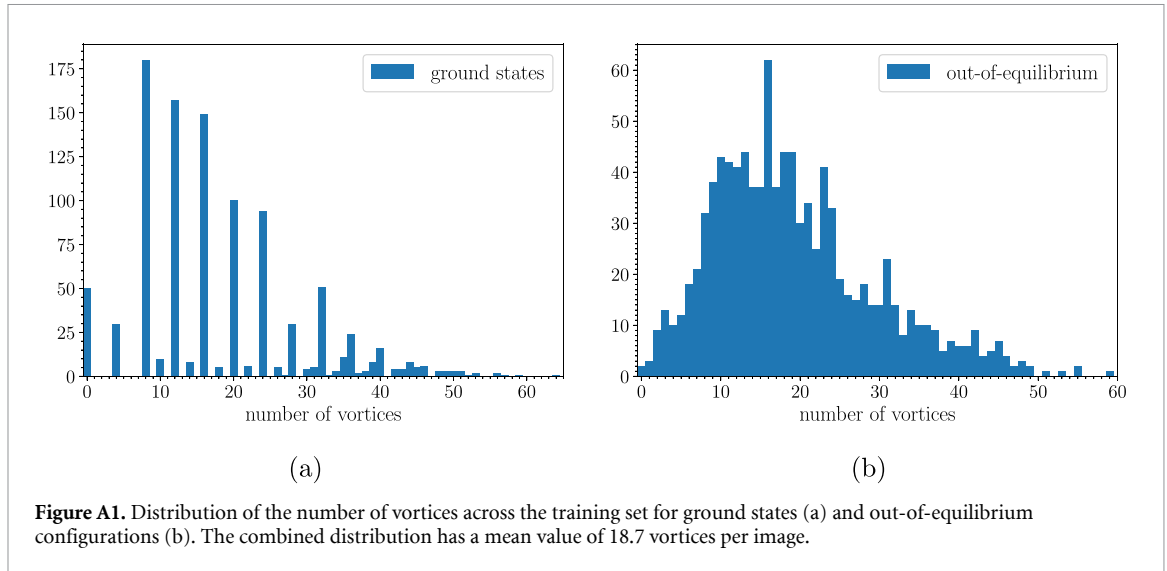 ground states
175
150
125
100
75
50
25
0
0 10 20 30 40 50 60
number of vortices
(a)
out-of-equilibrium
60
50
40
30
20
10
0
0 10 20 30 40 50 60
number of vortices
(b)
Figure A1. Distribution of the number of vortices across the training set for ground states (a) and out-of-equilibrium
configurations (b). The combined distribution has a mean value of 18.7 vortices per image.